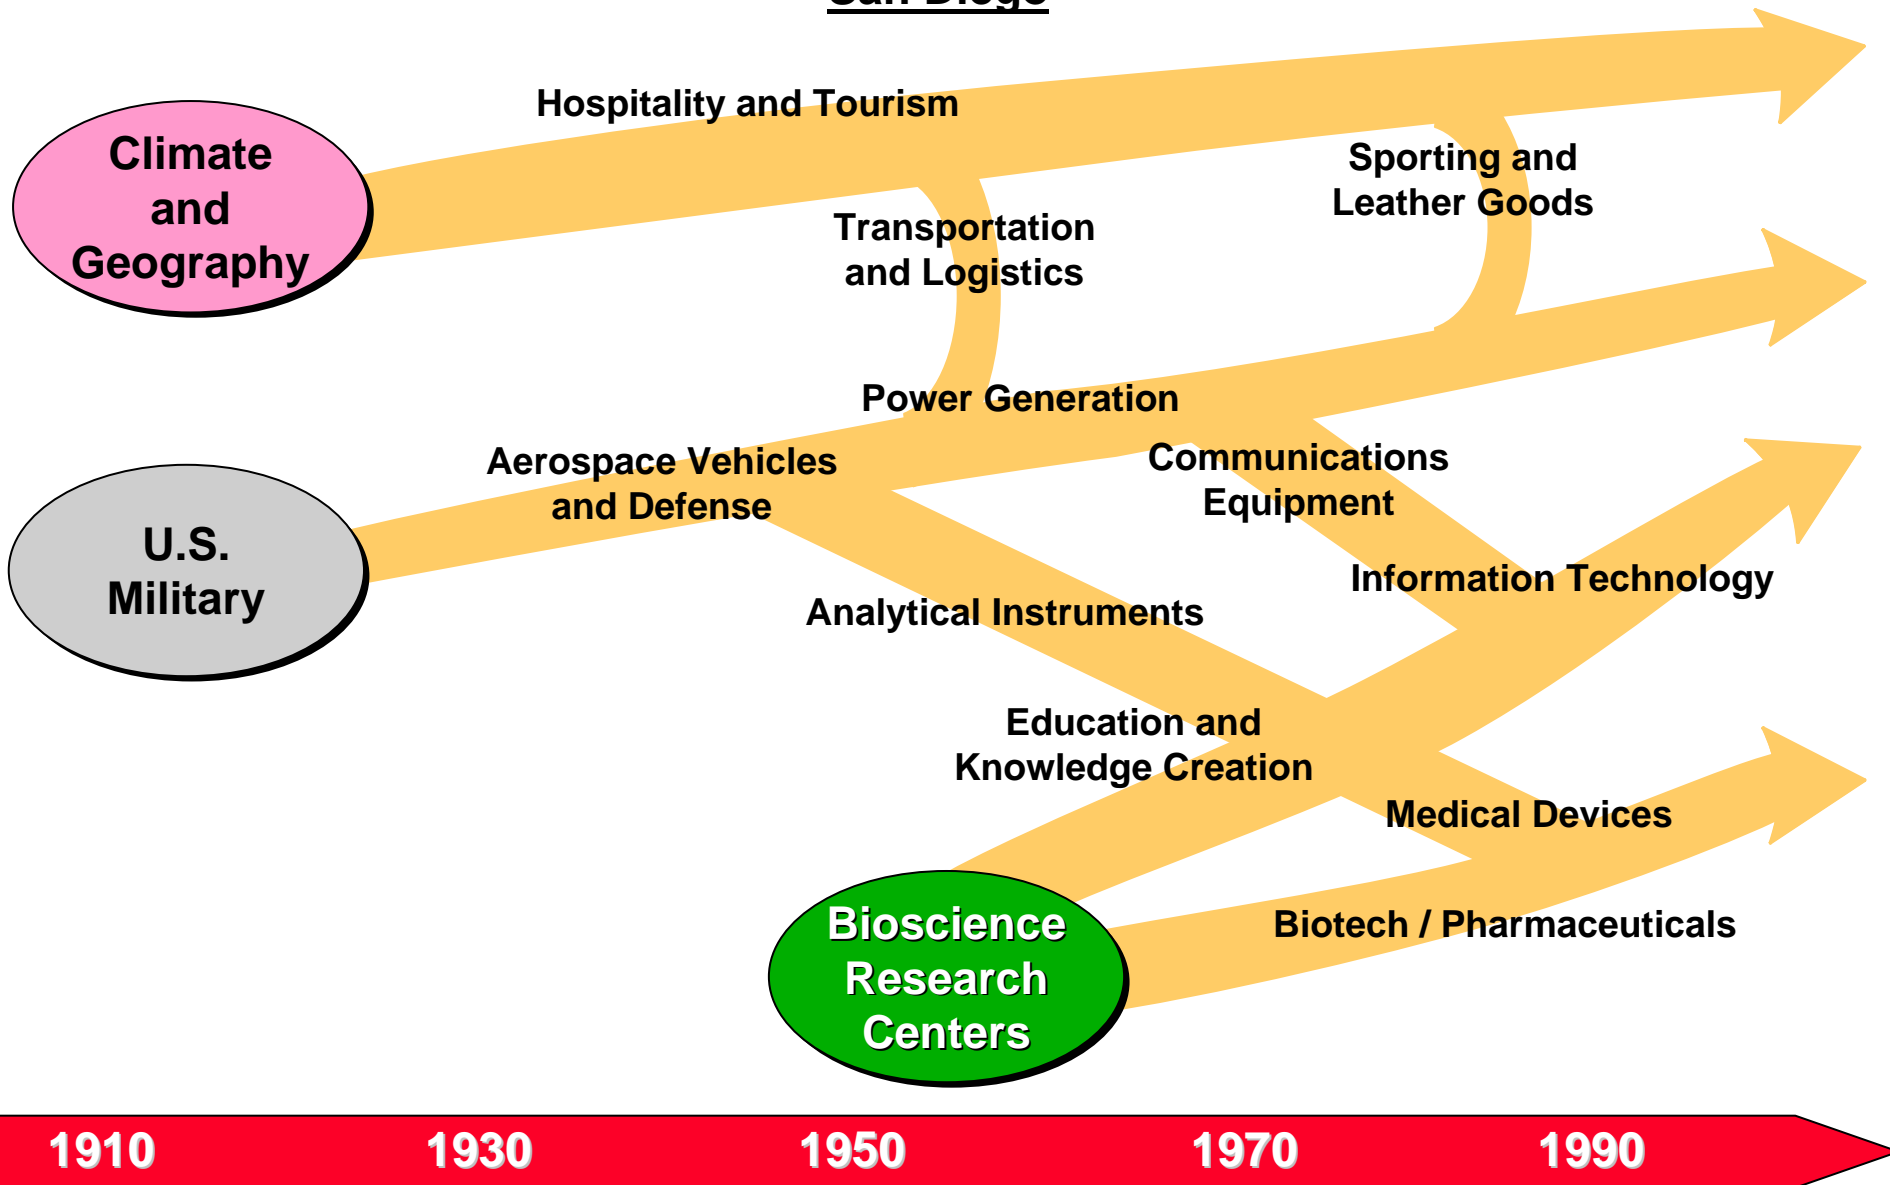 San Diego
Hospitality and Tourism
Climate
and
Geography
Sporting and
Leather Goods
Transportation
and Logistics
Power Generation
Aerospace Vehicles
and Defense
Communications
Equipment
U.S.
Military
Information Technology
Analytical Instruments
Education and
Knowledge Creation
Medical Devices
Bioscience
Research
Centers
Biotech / Pharmaceuticals
1910 1930 1950 1970 1990